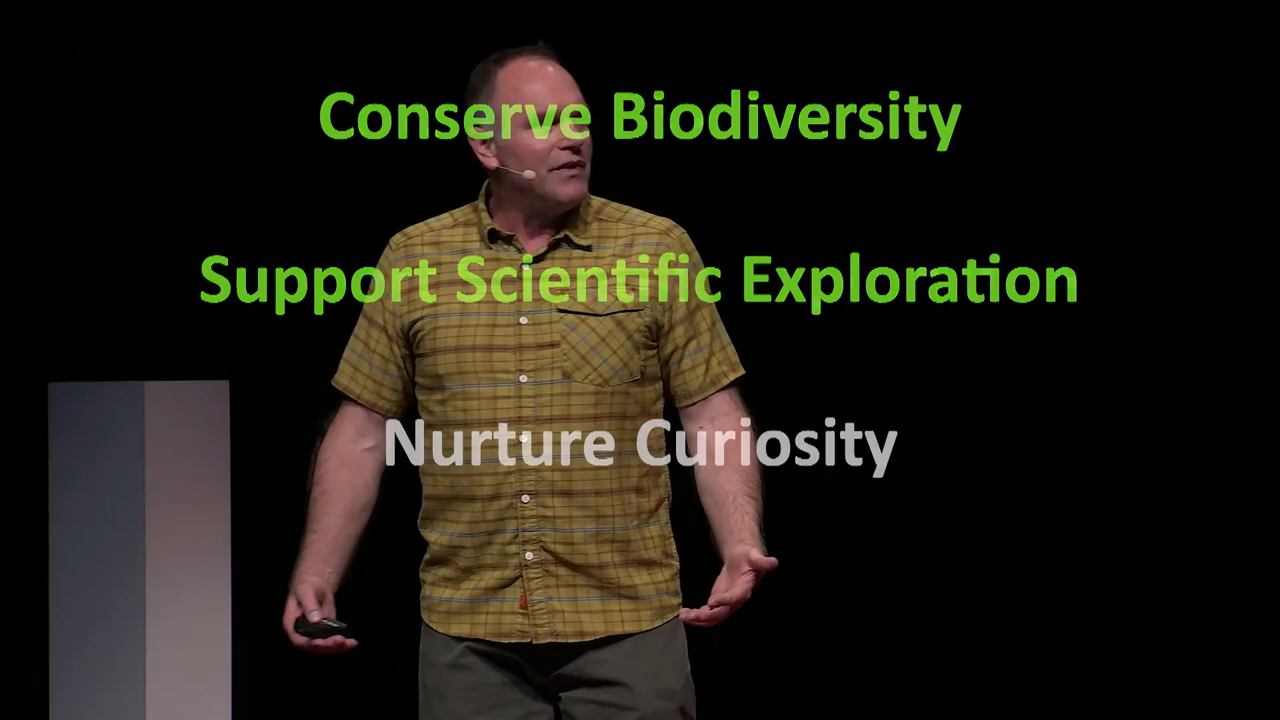 Conserve Biodiversity
Support Scientific Exploration
Nurture Curiosity